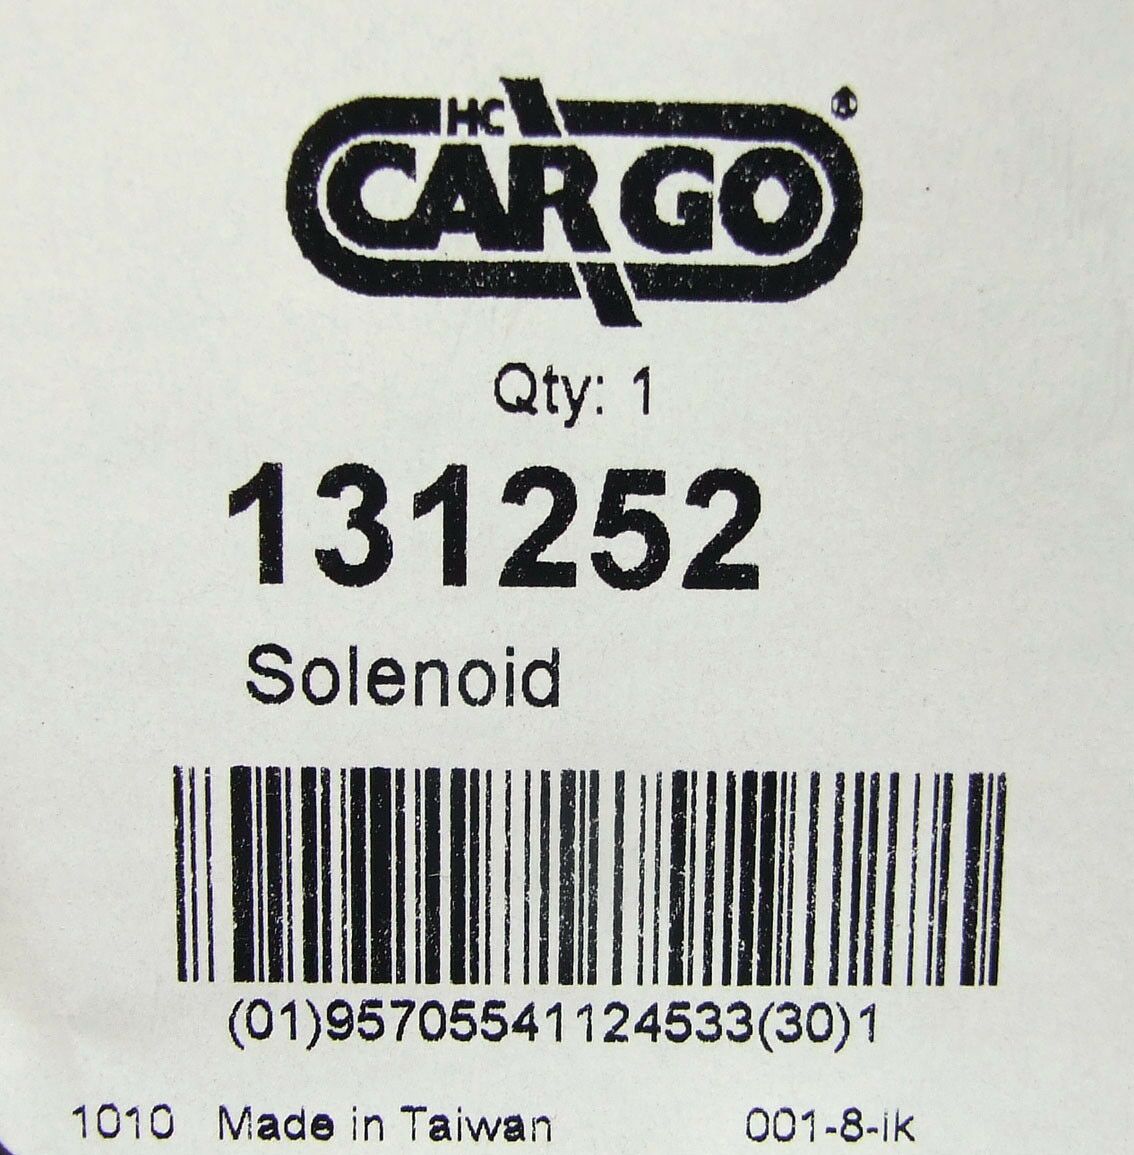 HC
CARGO®
Qty: 1
131252
Solenoid
(01)95705541124533(30)1
1010 Made in Taiwan 001-8-ik